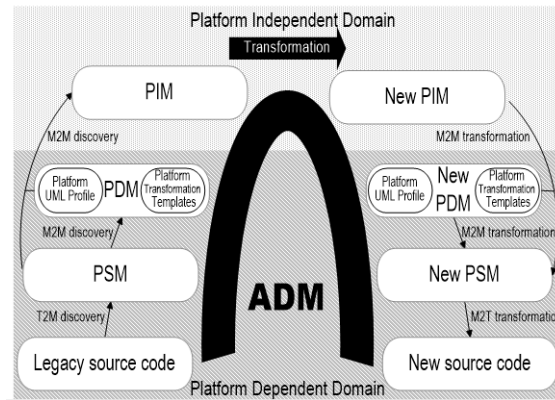 Platform Independent Domain
Transformation
PIM
New PIM
M2M discovery
M2M transformation
Platform
UML Profile
PDM
Platform
Transformation
Templates
Platform
UML Profile
New
PDM
Platform
Transformation
Templates
M2M discovery
M2M transformation
PSM
New PSM
ADM
T2M discovery
M2T transformation
Legacy source code
New source code
Platform Dependent Domain